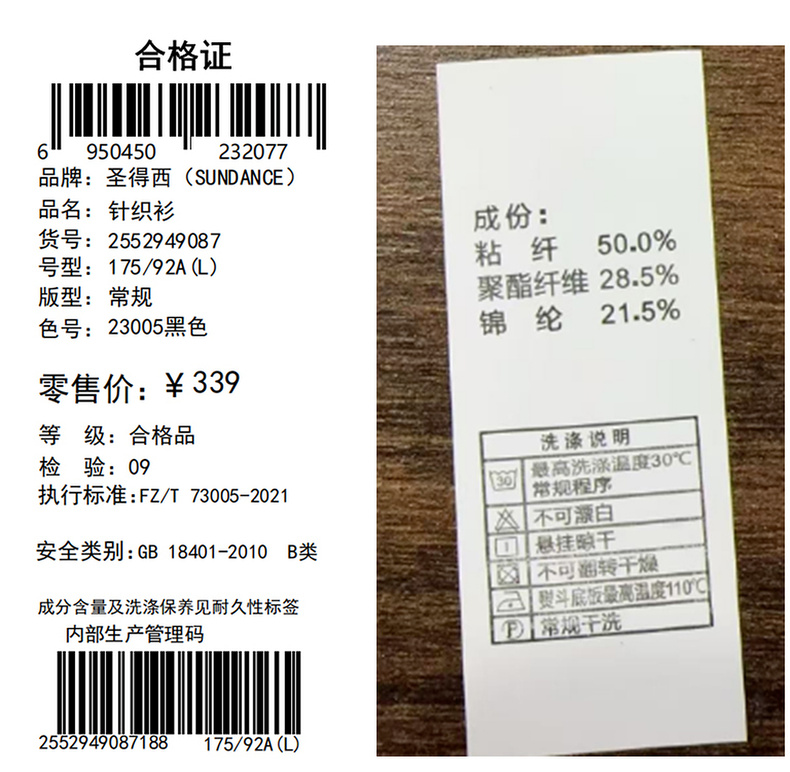 合格证
6 950450 232077
品牌：圣得西（SUNDANCE）
品名：针织衫
货号：2552949087
号型：175/92A(L)
版型：常规
色号：23005黑色
零售价：￥339
等 级：合格品
检 验：09
执行标准:FZ/T 73005-2021
安全类别:GB 18401-2010 B类
成分含量及洗涤保养见耐久性标签
内部生产管理码
2552949087188 175/92A(L)
成份：
粘 纤 50.0%
聚酯纤维 28.5%
锦 纶 21.5%
洗涤说明
30 最高洗涤温度30℃
常规程序
不可漂白
悬挂晾干
不可翻转干燥
熨斗底板最高温度110℃
P 常规干洗